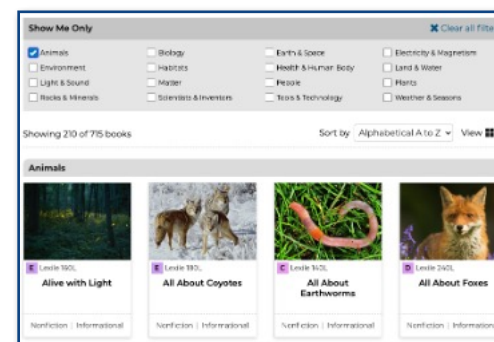 Show Me Only ✖ Clear all filte
Animals Biology Earth & Space Electricity & Magnetism
Environment Habitats Health & Human Body Land & Water
Light & Sound Matter People Plants
Rocks & Minerals Scientists & Inventors Tools & Technology Weather & Seasons
Showing 210 of 715 books Sort by Alphabetical A to Z View
Animals
E Lexile 160L E Lexile 180L C Lexile 140L D Lexile 240L
Alive with Light All About Coyotes All About Earthworms All About Foxes
Nonfiction | Informational Nonfiction | Informational Nonfiction | Informational Nonfiction | Informational